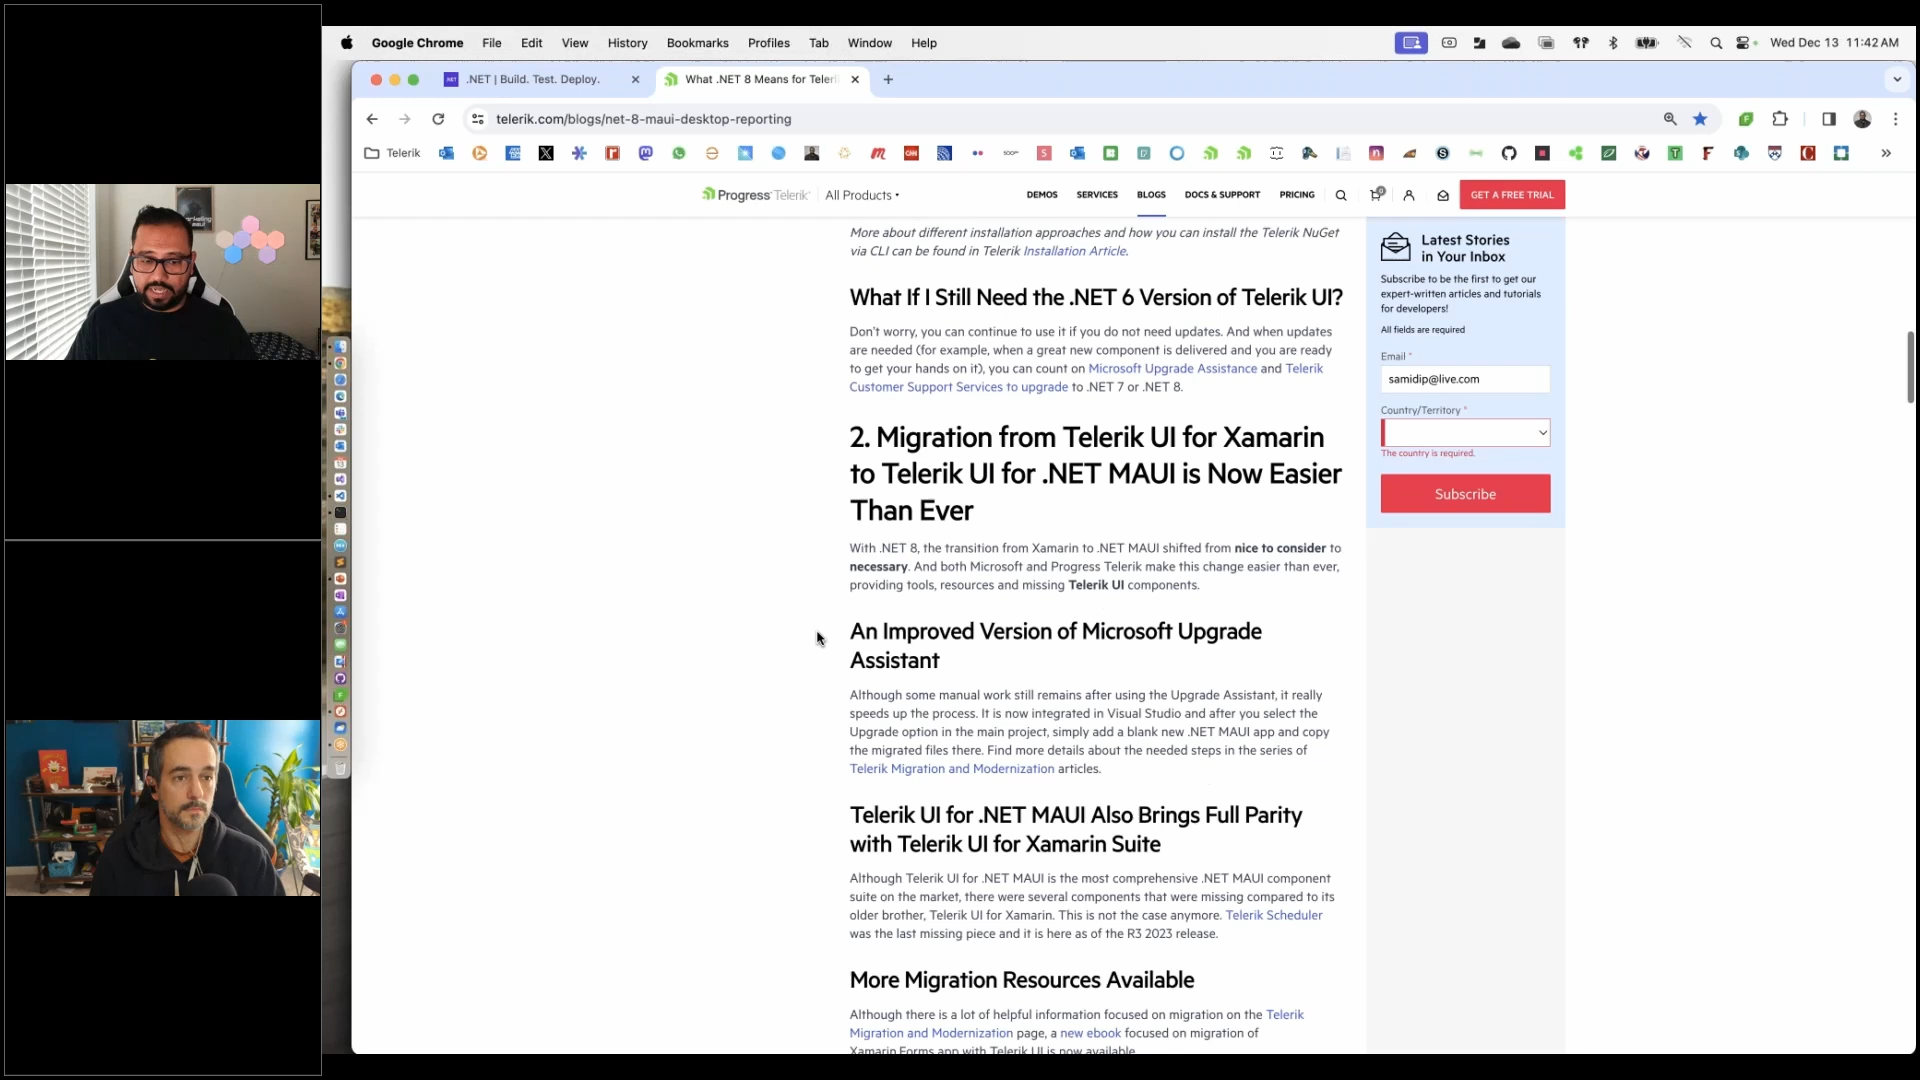 Google Chrome File Edit View History Bookmarks Profiles Tab Window Help
Wed Dec 13 11:42 AM
.NET | Build. Test. Deploy.
What .NET 8 Means for Teleri
telerik.com/blogs/net-8-maui-desktop-reporting
Telerik
Progress Telerik
All Products
DEMOS SERVICES BLOGS DOCS & SUPPORT PRICING
0
GET A FREE TRIAL
More about different installation approaches and how you can install the Telerik NuGet
via CLI can be found in Telerik Installation Article.
What If I Still Need the .NET 6 Version of Telerik UI?
Don't worry, you can continue to use it if you do not need updates. And when updates
are needed (for example, when a great new component is delivered and you are ready
to get your hands on it), you can count on Microsoft Upgrade Assistance and Telerik
Customer Support Services to upgrade to .NET 7 or .NET 8.
2. Migration from Telerik UI for Xamarin
to Telerik UI for .NET MAUI is Now Easier
Than Ever
With .NET 8, the transition from Xamarin to .NET MAUI shifted from nice to consider to
necessary. And both Microsoft and Progress Telerik make this change easier than ever,
providing tools, resources and missing Telerik UI components.
An Improved Version of Microsoft Upgrade
Assistant
Although some manual work still remains after using the Upgrade Assistant, it really
speeds up the process. It is now integrated in Visual Studio and after you select the
Upgrade option in the main project, simply add a blank new .NET MAUI app and copy
the migrated files there. Find more details about the needed steps in the series of
Telerik Migration and Modernization articles.
Telerik UI for .NET MAUI Also Brings Full Parity
with Telerik UI for Xamarin Suite
Although Telerik UI for .NET MAUI is the most comprehensive .NET MAUI component
suite on the market, there were several components that were missing compared to its
older brother, Telerik UI for Xamarin. This is not the case anymore. Telerik Scheduler
was the last missing piece and it is here as of the R3 2023 release.
More Migration Resources Available
Although there is a lot of helpful information focused on migration on the Telerik
Migration and Modernization page, a new ebook focused on migration of
Xamarin.Forms app with Telerik UI is now available.
Latest Stories
in Your Inbox
Subscribe to be the first to get our
expert-written articles and tutorials
for developers!
All fields are required
Email *
samidip@live.com
Country/Territory *
The country is required.
Subscribe